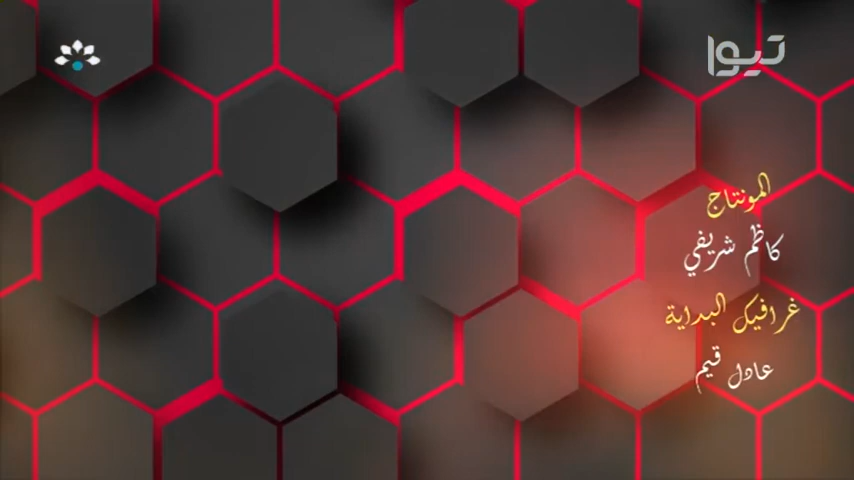 تيوا
المونتاج
كاظم شريفي
غرافيك البداية
عادل قيم